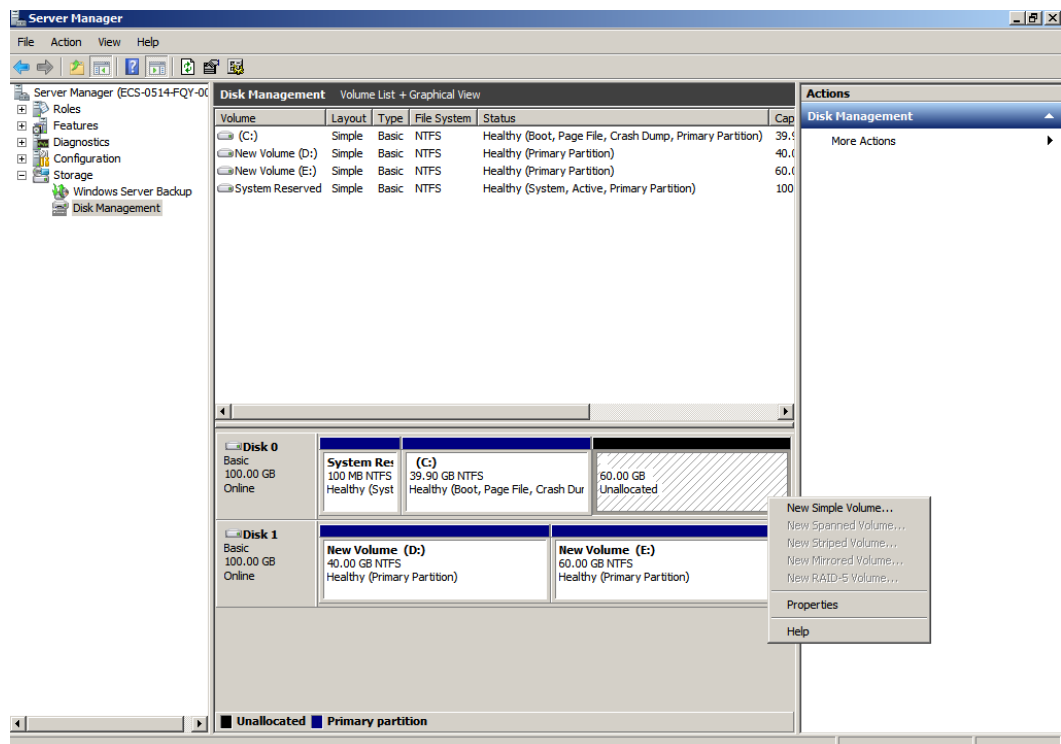 Server Manager
File Action View Help
Server Manager (ECS-0514-FQY-00
Roles
Features
Diagnostics
Configuration
Storage
Windows Server Backup
Disk Management
Disk Management Volume List + Graphical View
Volume Layout Type File System Status Cap
(C:) Simple Basic NTFS Healthy (Boot, Page File, Crash Dump, Primary Partition) 39.9
New Volume (D:) Simple Basic NTFS Healthy (Primary Partition) 40.0
New Volume (E:) Simple Basic NTFS Healthy (Primary Partition) 60.0
System Reserved Simple Basic NTFS Healthy (System, Active, Primary Partition) 100
Disk 0
Basic
100.00 GB
Online
System Res
100 MB NTFS
Healthy (Syst
(C:)
39.90 GB NTFS
Healthy (Boot, Page File, Crash Dur
60.00 GB
Unallocated
Disk 1
Basic
100.00 GB
Online
New Volume (D:)
40.00 GB NTFS
Healthy (Primary Partition)
New Volume (E:)
60.00 GB NTFS
Healthy (Primary Partition)
Unallocated Primary partition
Actions
Disk Management
More Actions
New Simple Volume...
New Spanned Volume...
New Striped Volume...
New Mirrored Volume...
New RAID-5 Volume...
Properties
Help